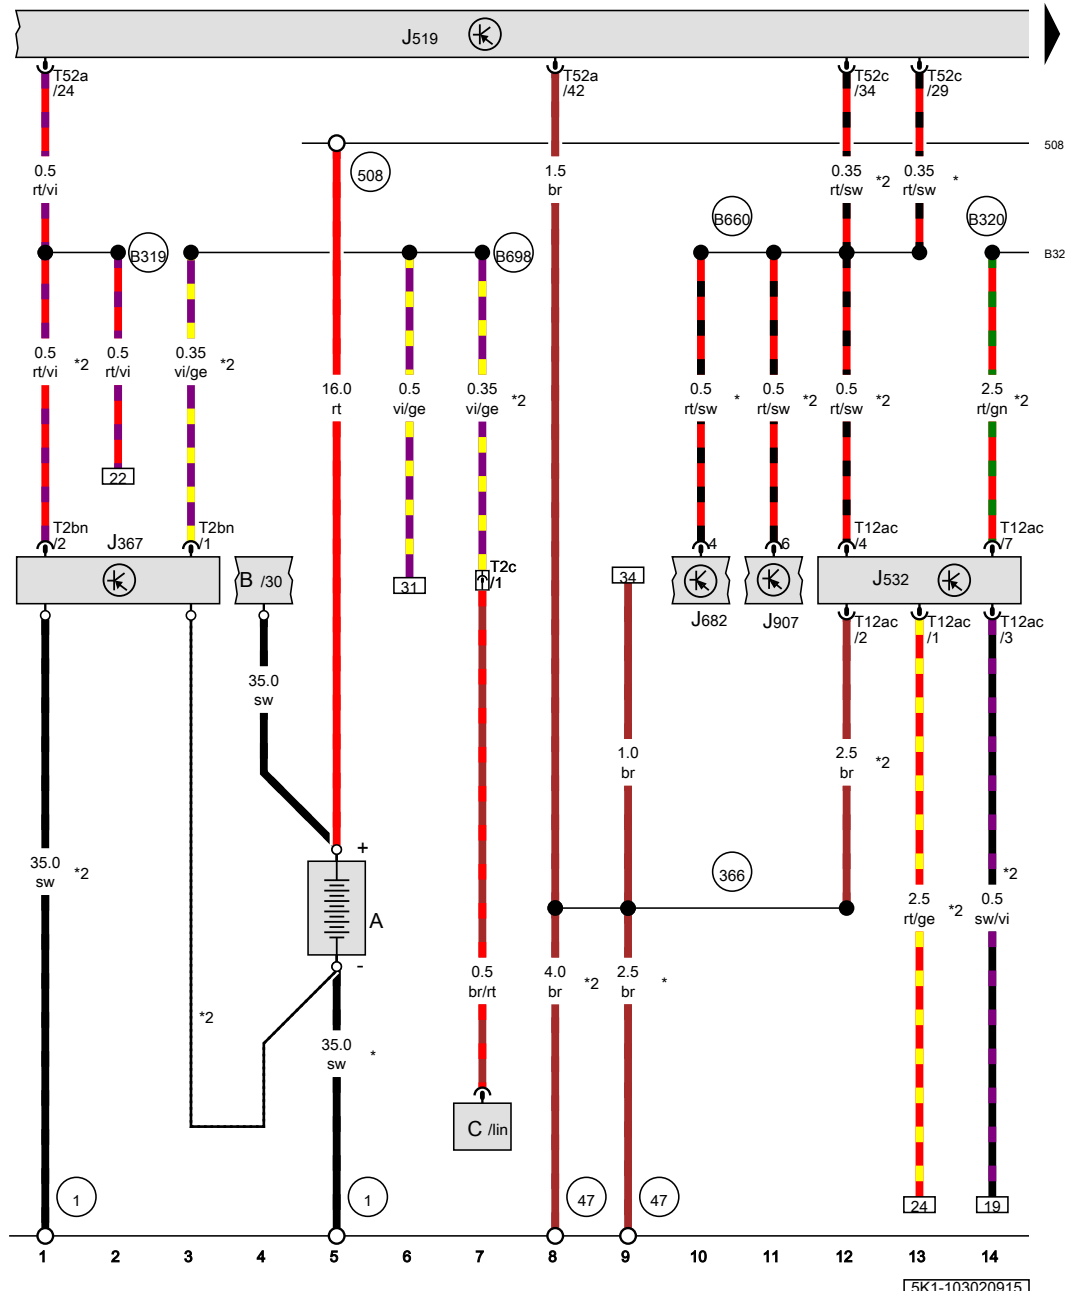 J519
T52a
/24
T52a
/42
T52c
/34
T52c
/29
508
508
0.5
rt/vi
1.5
br
0.35
rt/sw
*2
0.35
rt/sw
*
B319
B698
B660
B320
B32
0.5
rt/vi
*2
0.5
rt/vi
0.35
vi/ge
*2
16.0
rt
0.5
vi/ge
0.35
vi/ge
*2
0.5
rt/sw
*
0.5
rt/sw
*2
0.5
rt/sw
*2
2.5
rt/gn
*2
22
T2bn
/2
J367
T2bn
/1
B /30
31
T2c
/1
34
4
J682
6
J907
T12ac
/4
T12ac
/7
J532
T12ac
/2
T12ac
/1
T12ac
/3
35.0
sw
1.0
br
2.5
br
*2
+
A
-
35.0
sw
*2
366
2.5
rt/ge
*2
*2
0.5
sw/vi
0.5
br/rt
4.0
br
*2
2.5
br
*
*2
35.0
sw
*
C /lin
1
1
47
47
24
19
1 2 3 4 5 6 7 8 9 10 11 12 13 14
5K1-103020915